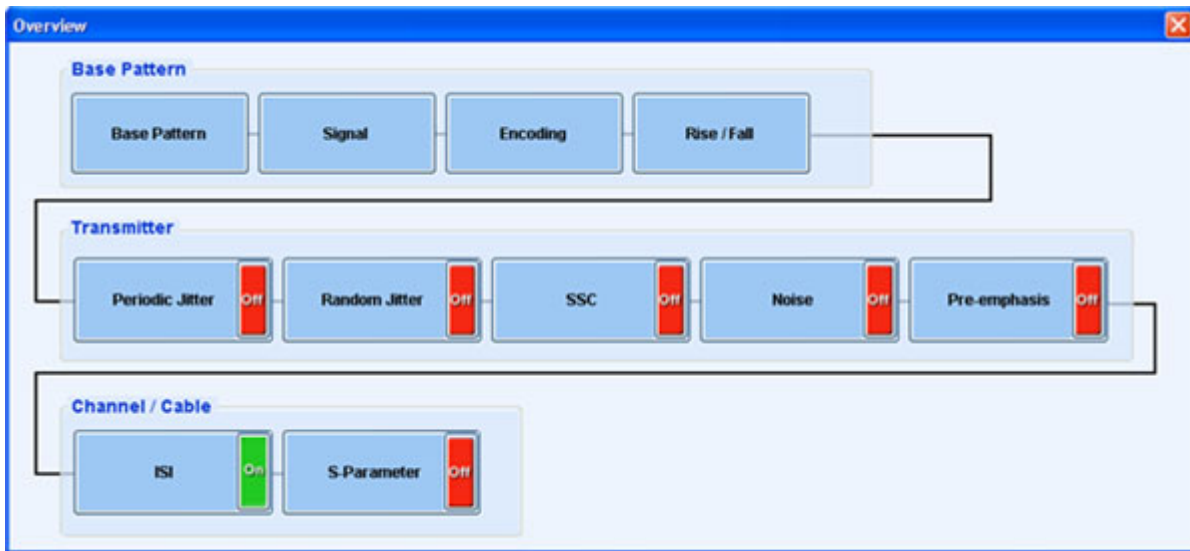 Overview
Base Pattern
Base Pattern
Signal
Encoding
Rise / Fall
Transmitter
Periodic Jitter
Off
Random Jitter
Off
SSC
Off
Noise
Off
Pre-emphasis
Off
Channel / Cable
ISI
On
S-Parameter
Off